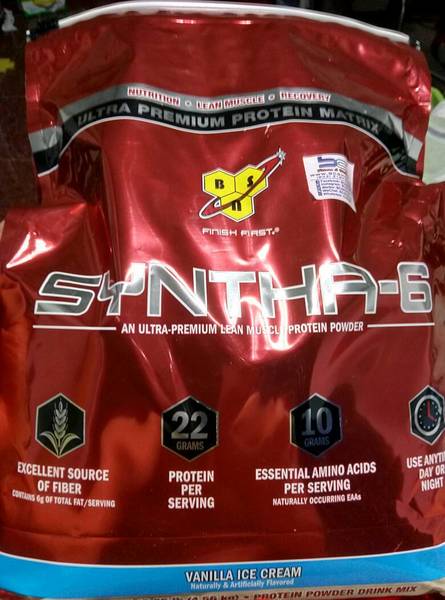 NUTRITION LEAN MUSCLE RECOVERY
ULTRA PREMIUM PROTEIN MATRIX
B S
N
FINISH FIRST.®
SYNTHA-6
AN ULTRA-PREMIUM LEAN MUSCLE PROTEIN POWDER
22
GRAMS
10
GRAMS
EXCELLENT SOURCE
OF FIBER
CONTAINS 6g OF TOTAL FAT/SERVING
PROTEIN
PER
SERVING
ESSENTIAL AMINO ACIDS
PER SERVING
NATURALLY OCCURRING EAAs
USE ANYTI
DAY OR
NIGHT
VANILLA ICE CREAM
Naturally & Artificially Flavored
PROTEIN POWDER DRINK MIX